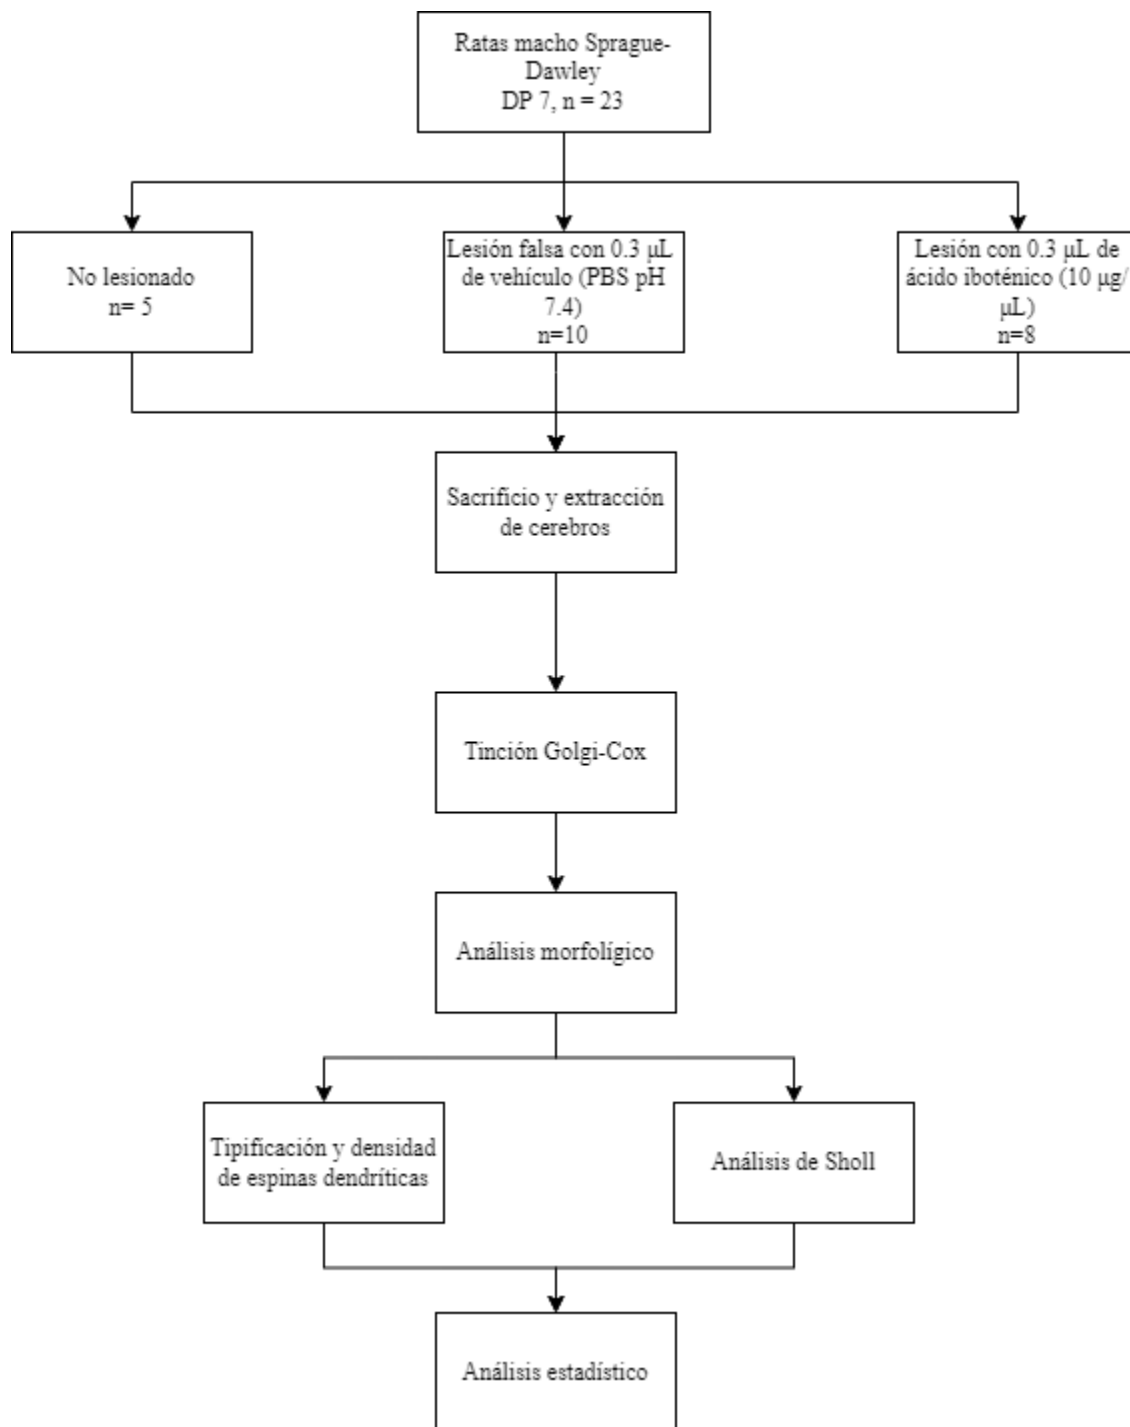 Ratas macho Sprague-
Dawley
DP 7, n = 23
No lesionado
n= 5
Lesión falsa con 0.3 μL
de vehículo (PBS pH
7.4)
n=10
Lesión con 0.3 μL de
ácido iboténico (10 μg/
μL)
n=8
Sacrifício y extracción
de cerebros
Tinción Golgi-Cox
Análisis morfolígico
Tipificación y densidad
de espinas dendríticas
Análisis de Sholl
Análisis estadístico